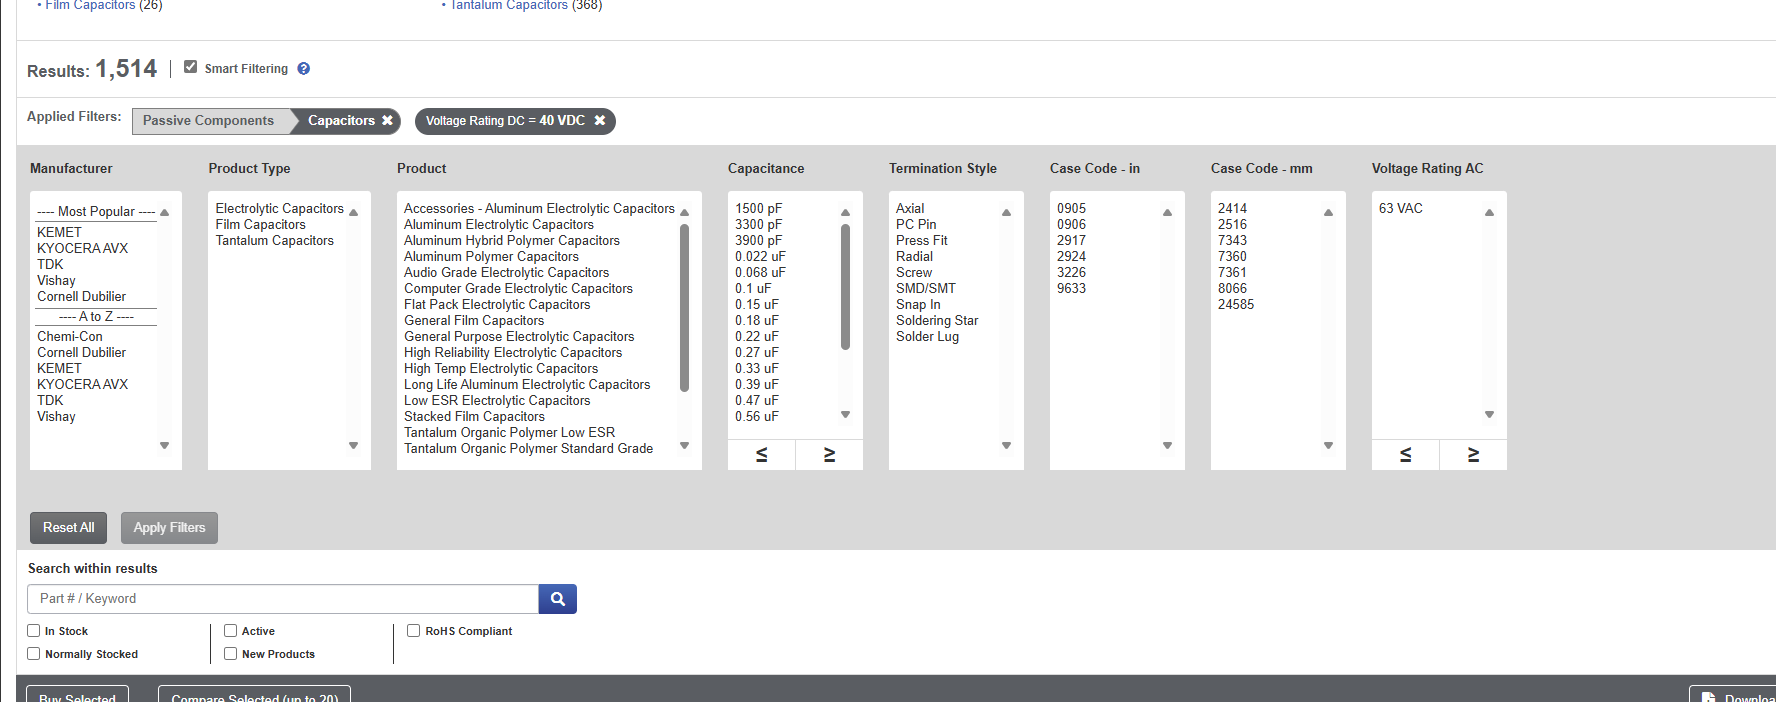 • Film Capacitors (26)
• Tantalum Capacitors (368)
Results: 1,514 | Smart Filtering ?
Applied Filters: Passive Components Capacitors ✖ Voltage Rating DC = 40 VDC ✖
Manufacturer
---- Most Popular ----
KEMET
KYOCERA AVX
TDK
Vishay
Cornell Dubilier
---- A to Z ----
Chemi-Con
Cornell Dubilier
KEMET
KYOCERA AVX
TDK
Vishay
Product Type
Electrolytic Capacitors
Film Capacitors
Tantalum Capacitors
Product
Accessories - Aluminum Electrolytic Capacitors
Aluminum Electrolytic Capacitors
Aluminum Hybrid Polymer Capacitors
Aluminum Polymer Capacitors
Audio Grade Electrolytic Capacitors
Computer Grade Electrolytic Capacitors
Flat Pack Electrolytic Capacitors
General Film Capacitors
General Purpose Electrolytic Capacitors
High Reliability Electrolytic Capacitors
High Temp Electrolytic Capacitors
Long Life Aluminum Electrolytic Capacitors
Low ESR Electrolytic Capacitors
Stacked Film Capacitors
Tantalum Organic Polymer Low ESR
Tantalum Organic Polymer Standard Grade
Capacitance
1500 pF
3300 pF
3900 pF
0.022 uF
0.068 uF
0.1 uF
0.15 uF
0.18 uF
0.22 uF
0.27 uF
0.33 uF
0.39 uF
0.47 uF
0.56 uF
≤ ≥
Termination Style
Axial
PC Pin
Press Fit
Radial
Screw
SMD/SMT
Snap In
Soldering Star
Solder Lug
Case Code - in
0905
0906
2917
2924
3226
9633
Case Code - mm
2414
2516
7343
7360
7361
8066
24585
Voltage Rating AC
63 VAC
≤ ≥
Reset All
Apply Filters
Search within results
Part # / Keyword
In Stock
Normally Stocked
Active
New Products
RoHS Compliant
Buy Selected
Compare Selected (up to 20)
Downloa